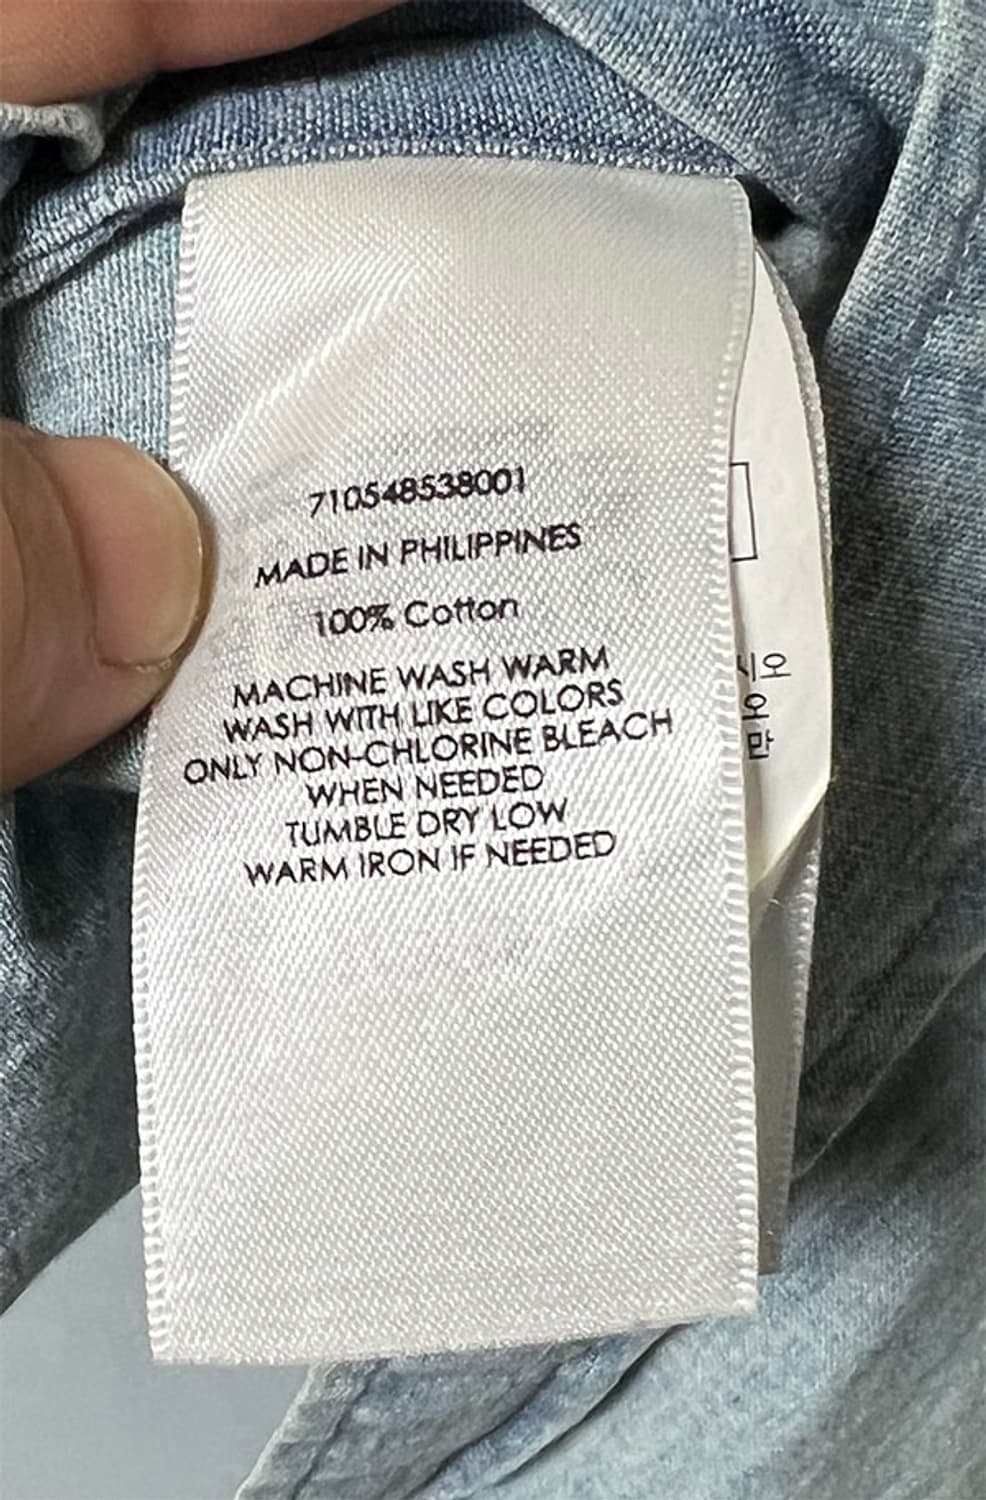 710548538001
MADE IN PHILIPPINES
100% Cotton
MACHINE WASH WARM
WASH WITH LIKE COLORS
ONLY NON-CHLORINE BLEACH
WHEN NEEDED
TUMBLE DRY LOW
WARM IRON IF NEEDED